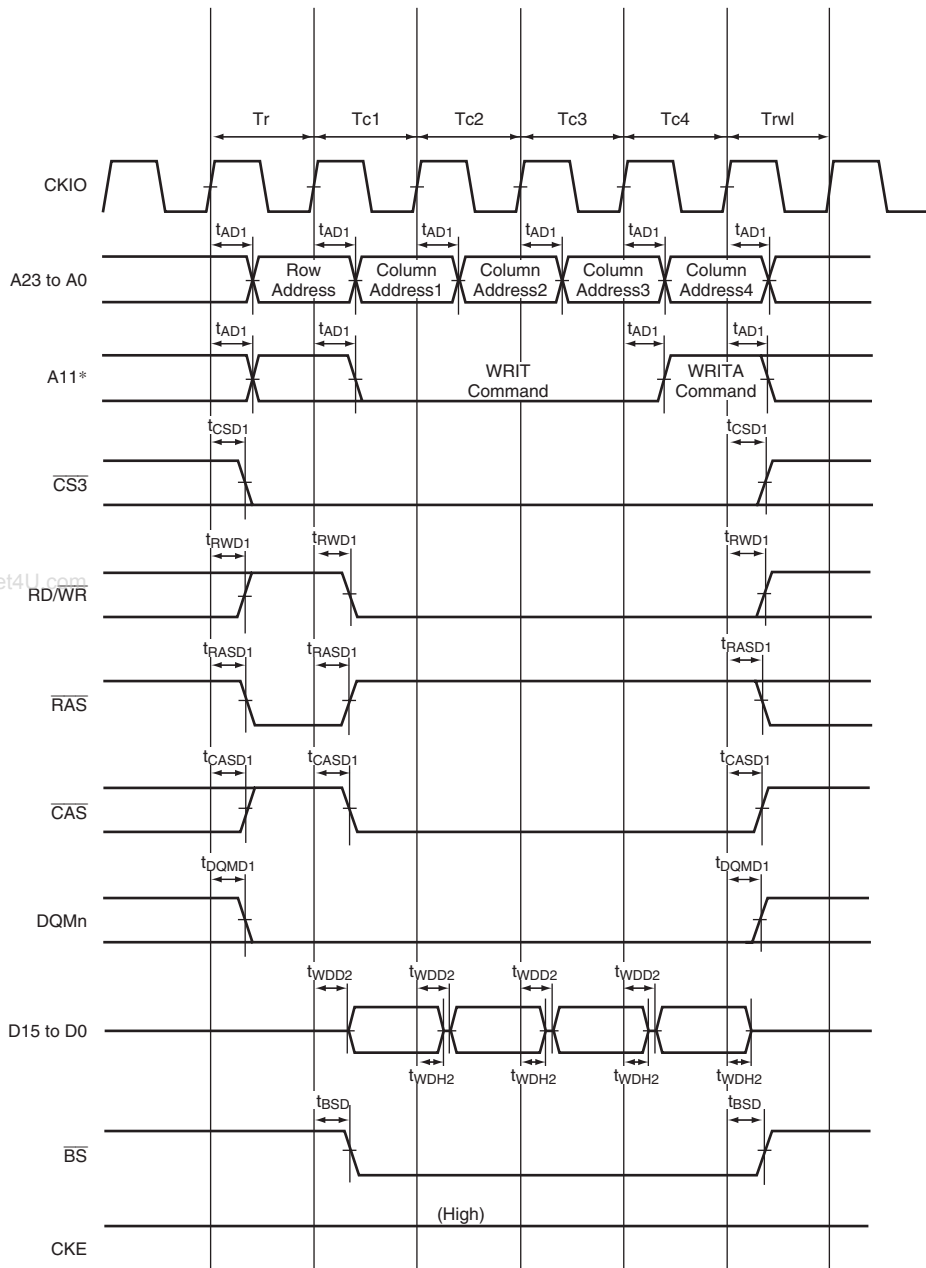 Tr Tc1 Tc2 Tc3 Tc4 Trwl
CKIO
tAD1 tAD1 tAD1 tAD1 tAD1 tAD1
A23 to A0
Row Address
Column Address1
Column Address2
Column Address3
Column Address4
tAD1 tAD1 tAD1 tAD1
A11*
WRIT Command
WRITA Command
tCSD1 tCSD1
CS3
tRWD1 tRWD1 tRWD1
et4U.com
RD/WR
tRASD1 tRASD1 tRASD1
RAS
tCASD1 tCASD1 tCASD1
CAS
tDQMD1 tDQMD1
DQMn
tWDD2 tWDD2 tWDD2 tWDD2
D15 to D0
tWDH2 tWDH2 tWDH2 tWDH2
tBSD tBSD
BS
(High)
CKE